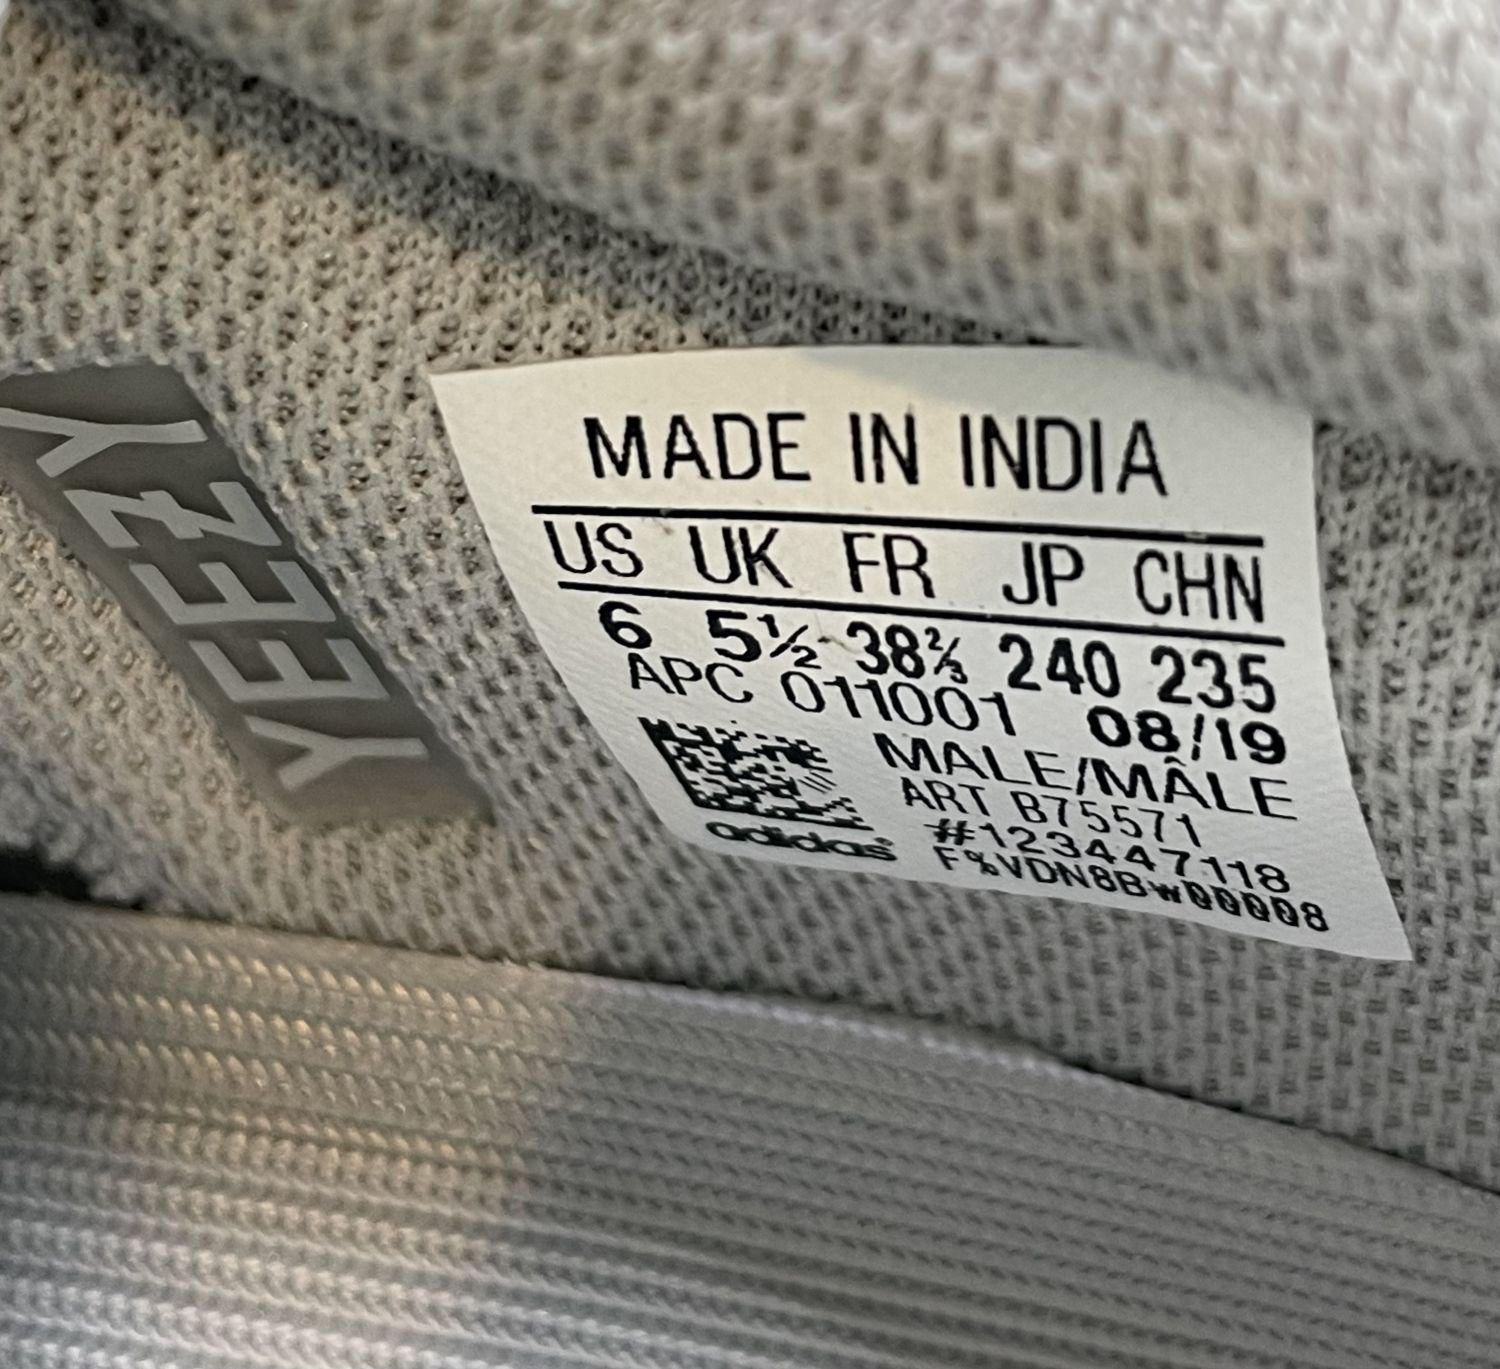 YEEZY
MADE IN INDIA
US UK FR JP CHN
6 5½ 38⅔ 240 235
APC 011001 08/19
MALE/MÂLE
ART B75571
#123447118
F%VDN8BW00008
adidas